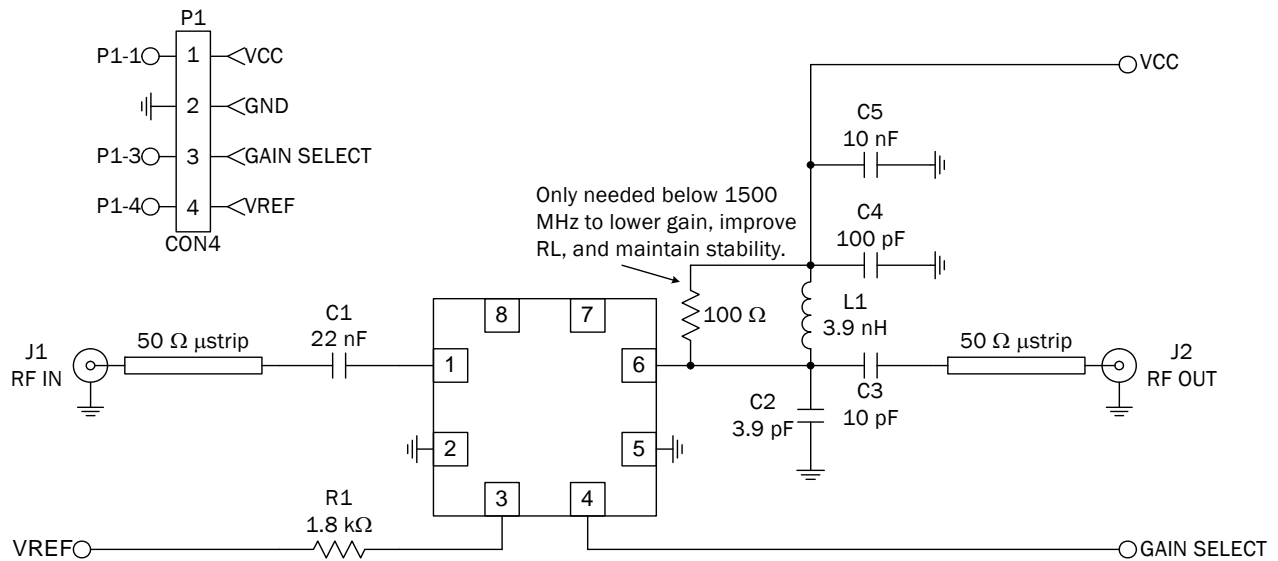 P1
P1-1
1
VCC
2
GND
P1-3
3
GAIN SELECT
P1-4
4
VREF
CON4
VCC
C5
10 nF
C4
100 pF
Only needed below 1500
MHz to lower gain, improve
RL, and maintain stability.
100 Ω
L1
3.9 nH
J1
RF IN
50 Ω µstrip
C1
22 nF
8
7
1
6
2
5
3
4
C2
3.9 pF
C3
10 pF
50 Ω µstrip
J2
RF OUT
R1
1.8 kΩ
VREF
GAIN SELECT